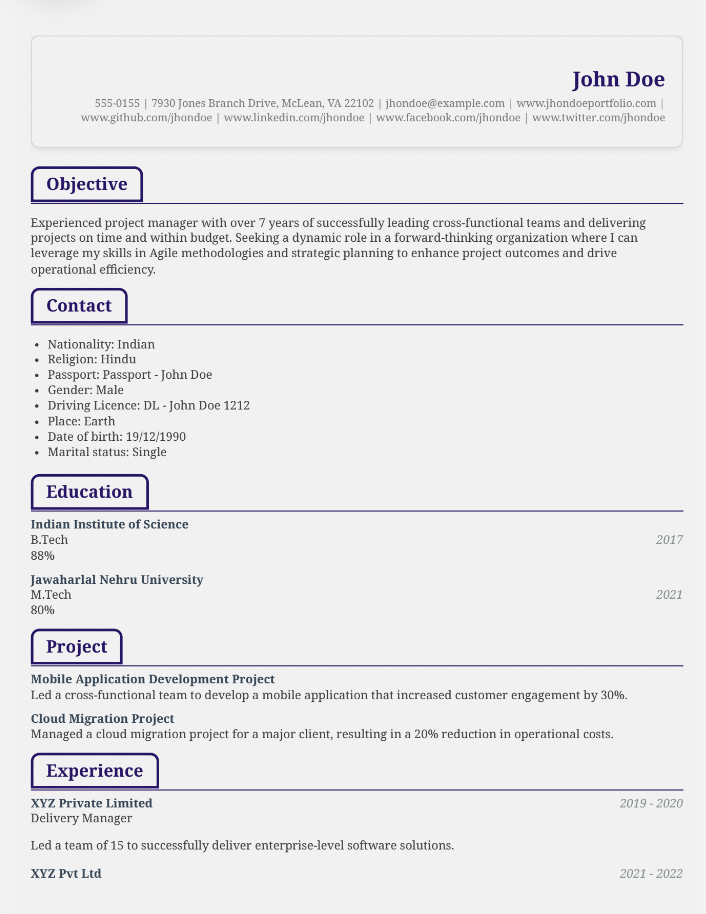 John Doe
555-0155 | 7930 Jones Branch Drive, McLean, VA 22102 | jhondoe@example.com | www.jhondoeportfolio.com |
www.github.com/jhondoe | www.linkedin.com/jhondoe | www.facebook.com/jhondoe | www.twitter.com/jhondoe
Objective
Experienced project manager with over 7 years of successfully leading cross-functional teams and delivering
projects on time and within budget. Seeking a dynamic role in a forward-thinking organization where I can
leverage my skills in Agile methodologies and strategic planning to enhance project outcomes and drive
operational efficiency.
Contact
• Nationality: Indian
• Religion: Hindu
• Passport: Passport - John Doe
• Gender: Male
• Driving Licence: DL - John Doe 1212
• Place: Earth
• Date of birth: 19/12/1990
• Marital status: Single
Education
Indian Institute of Science
B.Tech 2017
88%
Jawaharlal Nehru University
M.Tech 2021
80%
Project
Mobile Application Development Project
Led a cross-functional team to develop a mobile application that increased customer engagement by 30%.
Cloud Migration Project
Managed a cloud migration project for a major client, resulting in a 20% reduction in operational costs.
Experience
XYZ Private Limited 2019 - 2020
Delivery Manager
Led a team of 15 to successfully deliver enterprise-level software solutions.
XYZ Pvt Ltd 2021 - 2022